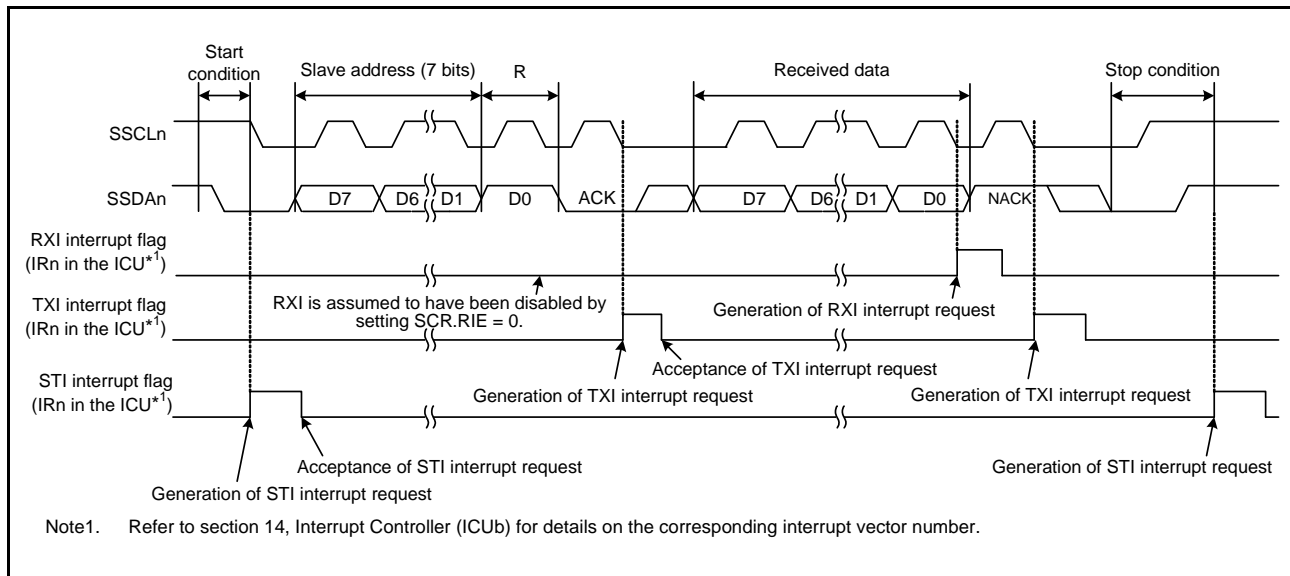 Start
condition
Slave address (7 bits)
R
Received data
Stop condition
SSCLn
SSDAn
D7
D6
D1
D0
ACK
D7
D6
D1
D0
NACK
RXI interrupt flag
(IRn in the ICU*1)
RXI is assumed to have been disabled by
setting SCR.RIE = 0.
Generation of RXI interrupt request
TXI interrupt flag
(IRn in the ICU*1)
Acceptance of TXI interrupt request
Generation of TXI interrupt request
Generation of TXI interrupt request
STI interrupt flag
(IRn in the ICU*1)
Acceptance of STI interrupt request
Generation of STI interrupt request
Generation of STI interrupt request
Note1. Refer to section 14, Interrupt Controller (ICUb) for details on the corresponding interrupt vector number.